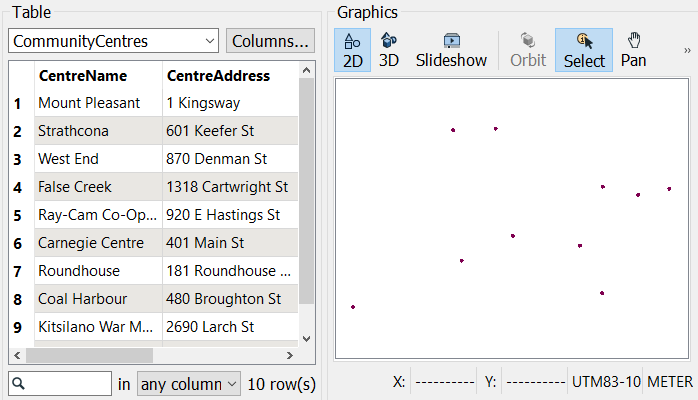 Table
CommunityCentres Columns...
CentreName CentreAddress
1 Mount Pleasant 1 Kingsway
2 Strathcona 601 Keefer St
3 West End 870 Denman St
4 False Creek 1318 Cartwright St
5 Ray-Cam Co-Op... 920 E Hastings St
6 Carnegie Centre 401 Main St
7 Roundhouse 181 Roundhouse ...
8 Coal Harbour 480 Broughton St
9 Kitsilano War M... 2690 Larch St
in any column 10 row(s)
Graphics
2D 3D Slideshow Orbit Select Pan »
X: ---------- Y: ---------- UTM83-10 METER